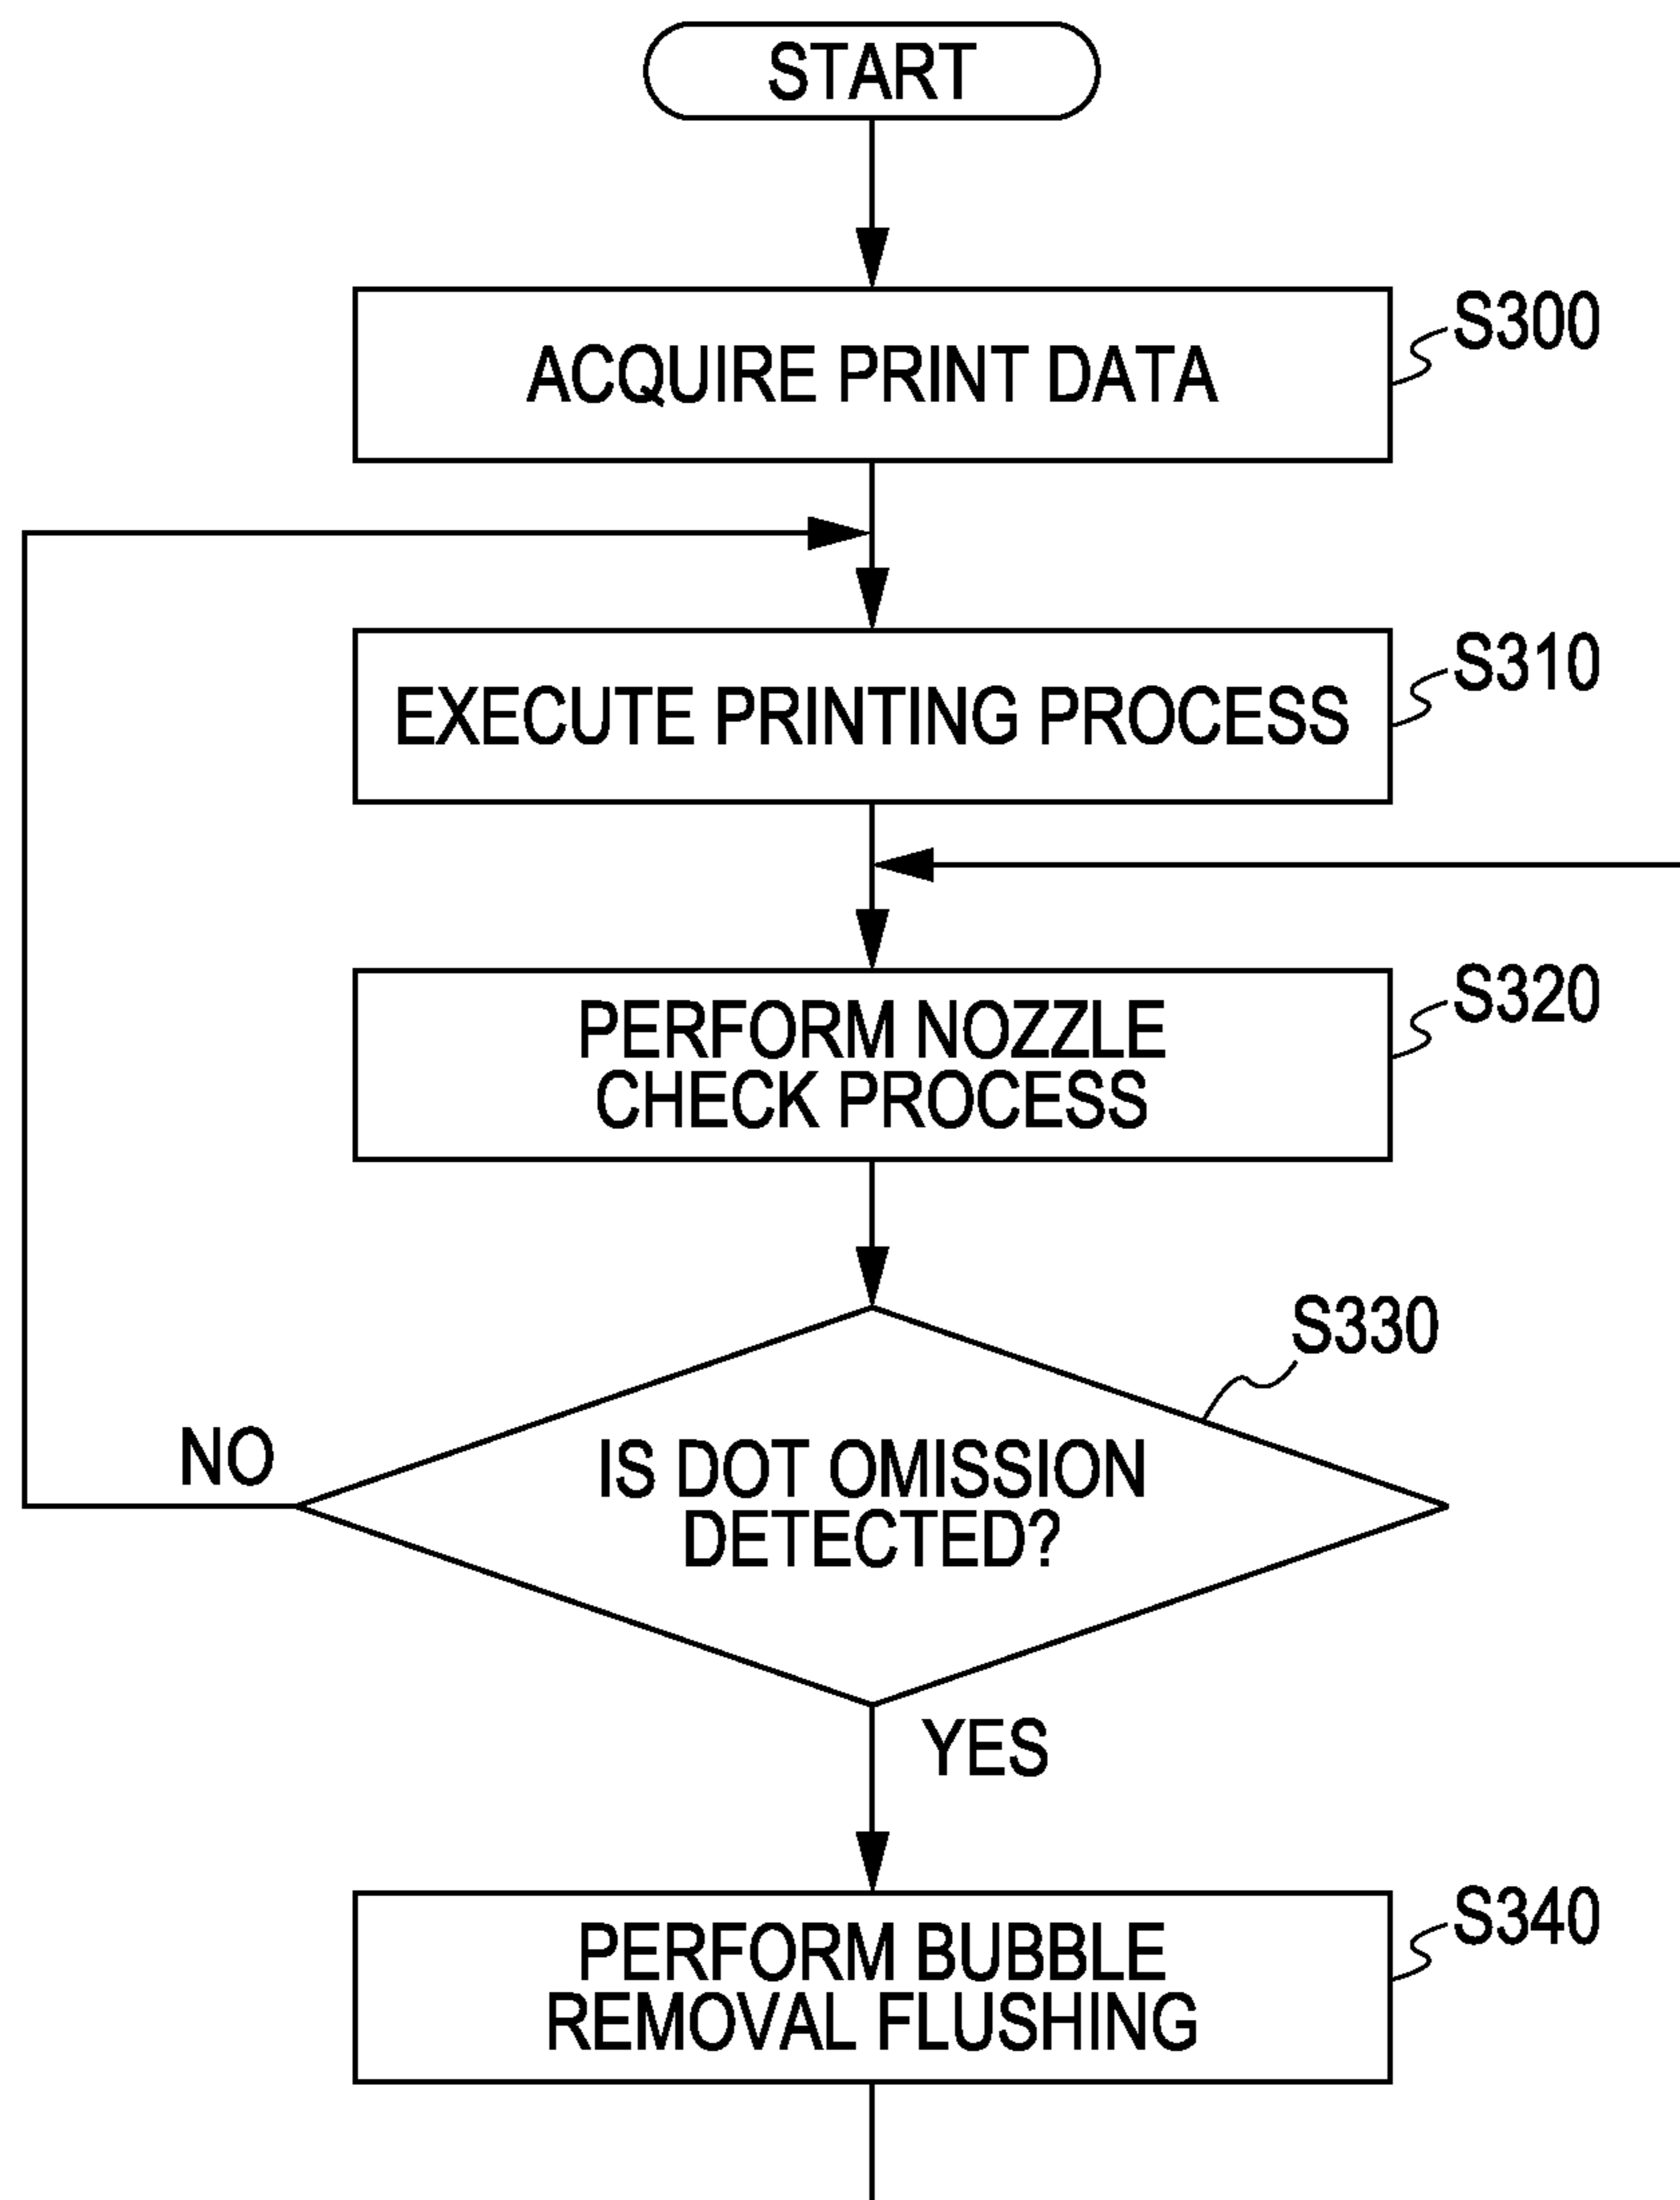 START
ACQUIRE PRINT DATA
S300
EXECUTE PRINTING PROCESS
S310
PERFORM NOZZLE
CHECK PROCESS
S320
S330
IS DOT OMISSION
DETECTED?
NO
YES
PERFORM BUBBLE
REMOVAL FLUSHING
S340